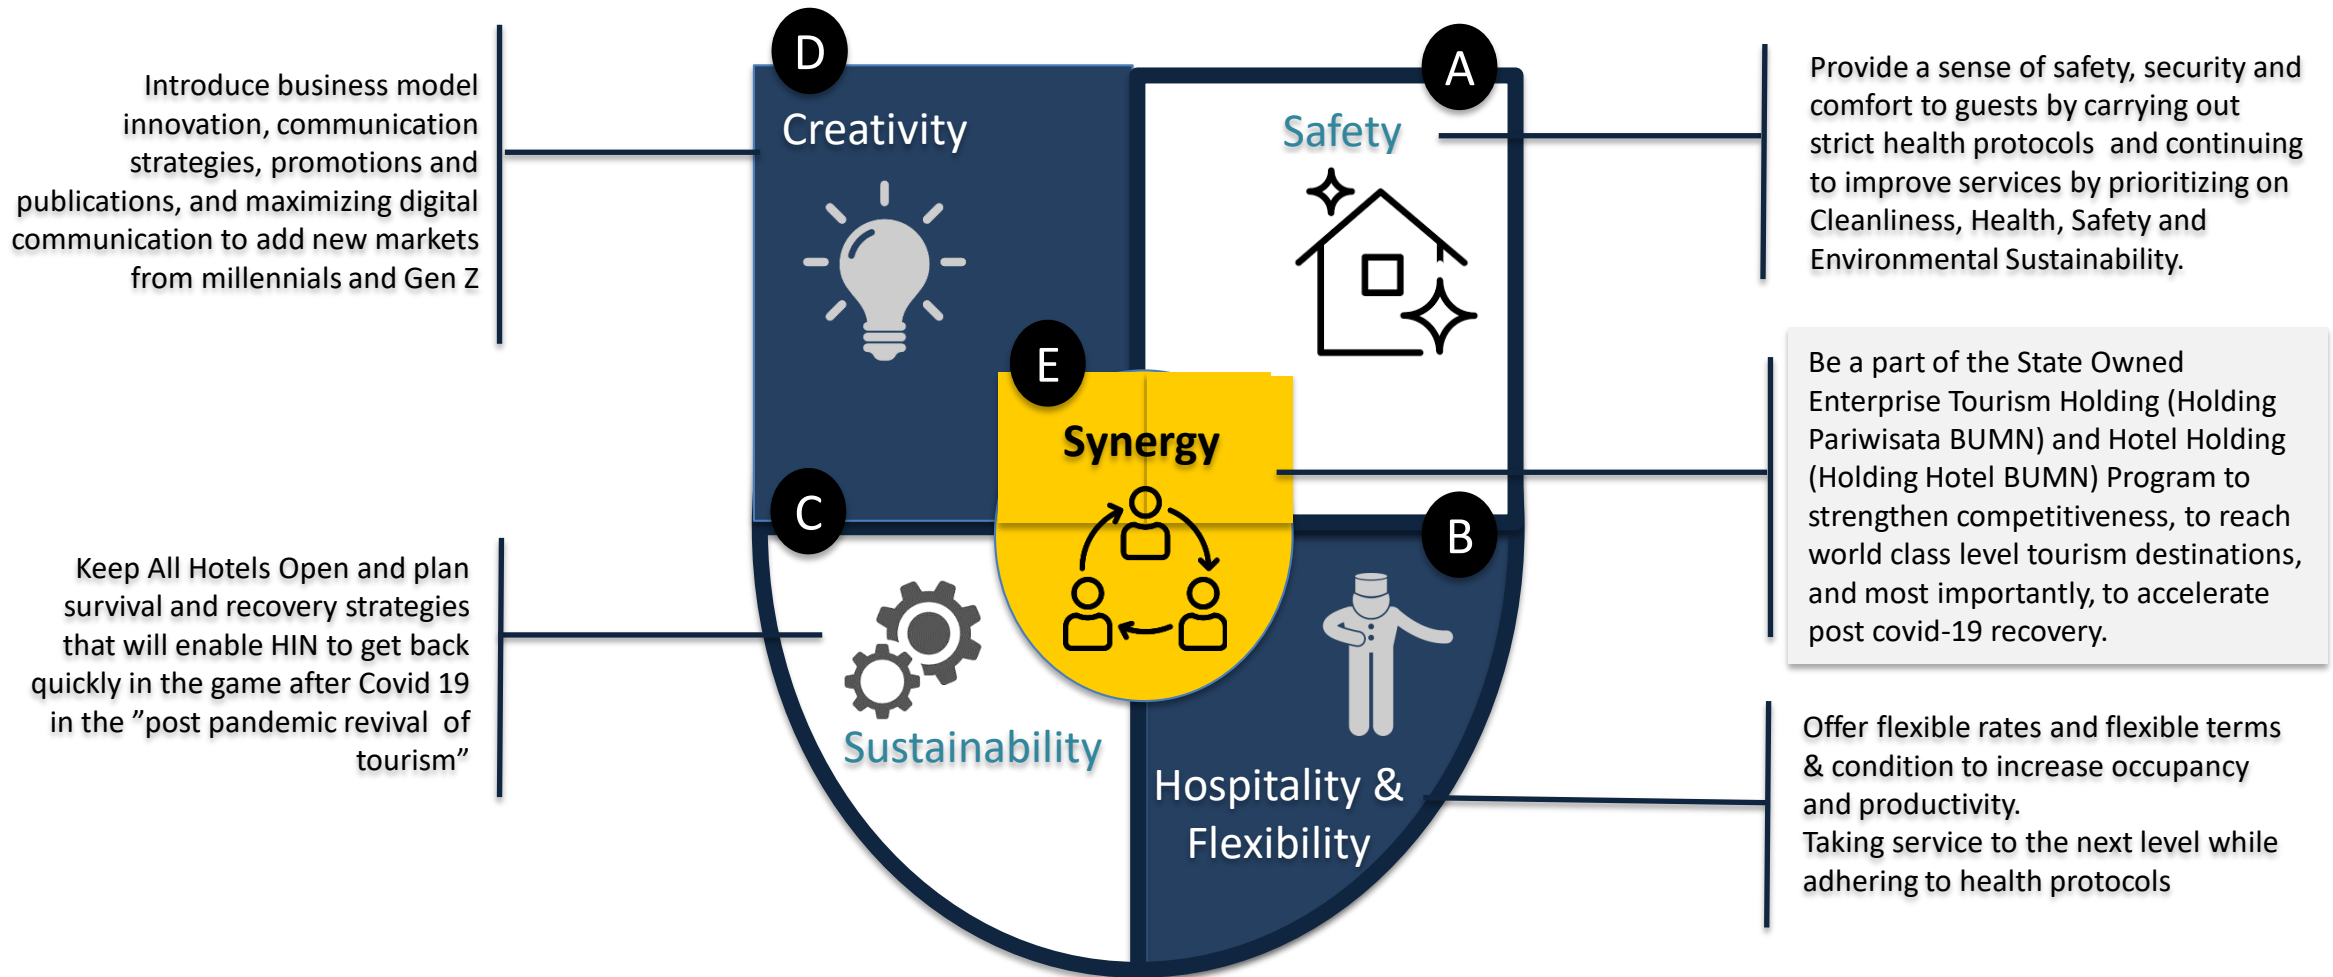 D
Creativity
Introduce business model
innovation, communication
strategies, promotions and
publications, and maximizing digital
communication to add new markets
from millennials and Gen Z
A
Safety
Provide a sense of safety, security and
comfort to guests by carrying out
strict health protocols  and continuing
to improve services by prioritizing on
Cleanliness, Health, Safety and
Environmental Sustainability.
E
Synergy
Be a part of the State Owned
Enterprise Tourism Holding (Holding
Pariwisata BUMN) and Hotel Holding
(Holding Hotel BUMN) Program to
strengthen competitiveness, to reach
world class level tourism destinations,
and most importantly, to accelerate
post covid-19 recovery.
C
Sustainability
Keep All Hotels Open and plan
survival and recovery strategies
that will enable HIN to get back
quickly in the game after Covid 19
in the ”post pandemic revival  of
tourism”
B
Hospitality &
Flexibility
Offer flexible rates and flexible terms
& condition to increase occupancy
and productivity.
Taking service to the next level while
adhering to health protocols